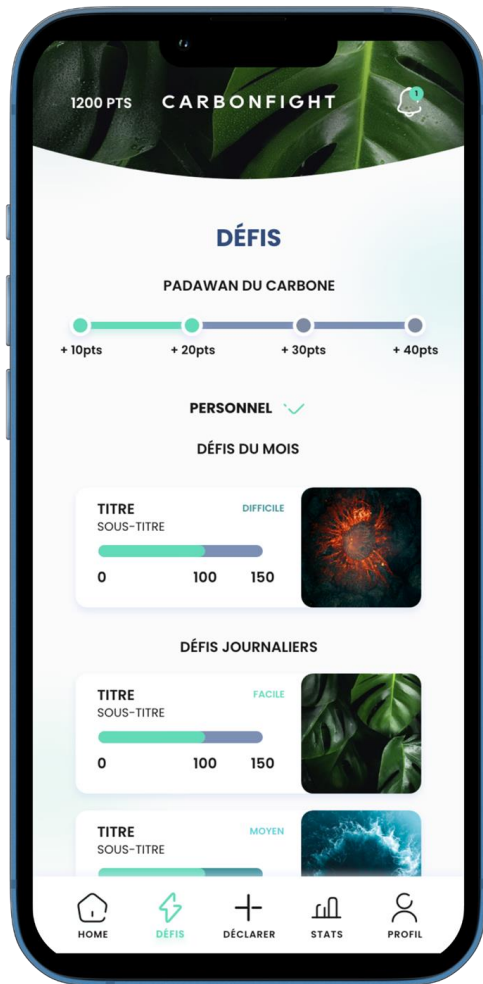 1200 PTS CARBONFIGHT 1
DÉFIS
PADAWAN DU CARBONE
+ 10pts + 20pts + 30pts + 40pts
PERSONNEL
DÉFIS DU MOIS
TITRE DIFFICILE
SOUS-TITRE
0 100 150
DÉFIS JOURNALIERS
TITRE FACILE
SOUS-TITRE
0 100 150
TITRE MOYEN
SOUS-TITRE
HOME DÉFIS DÉCLARER STATS PROFIL